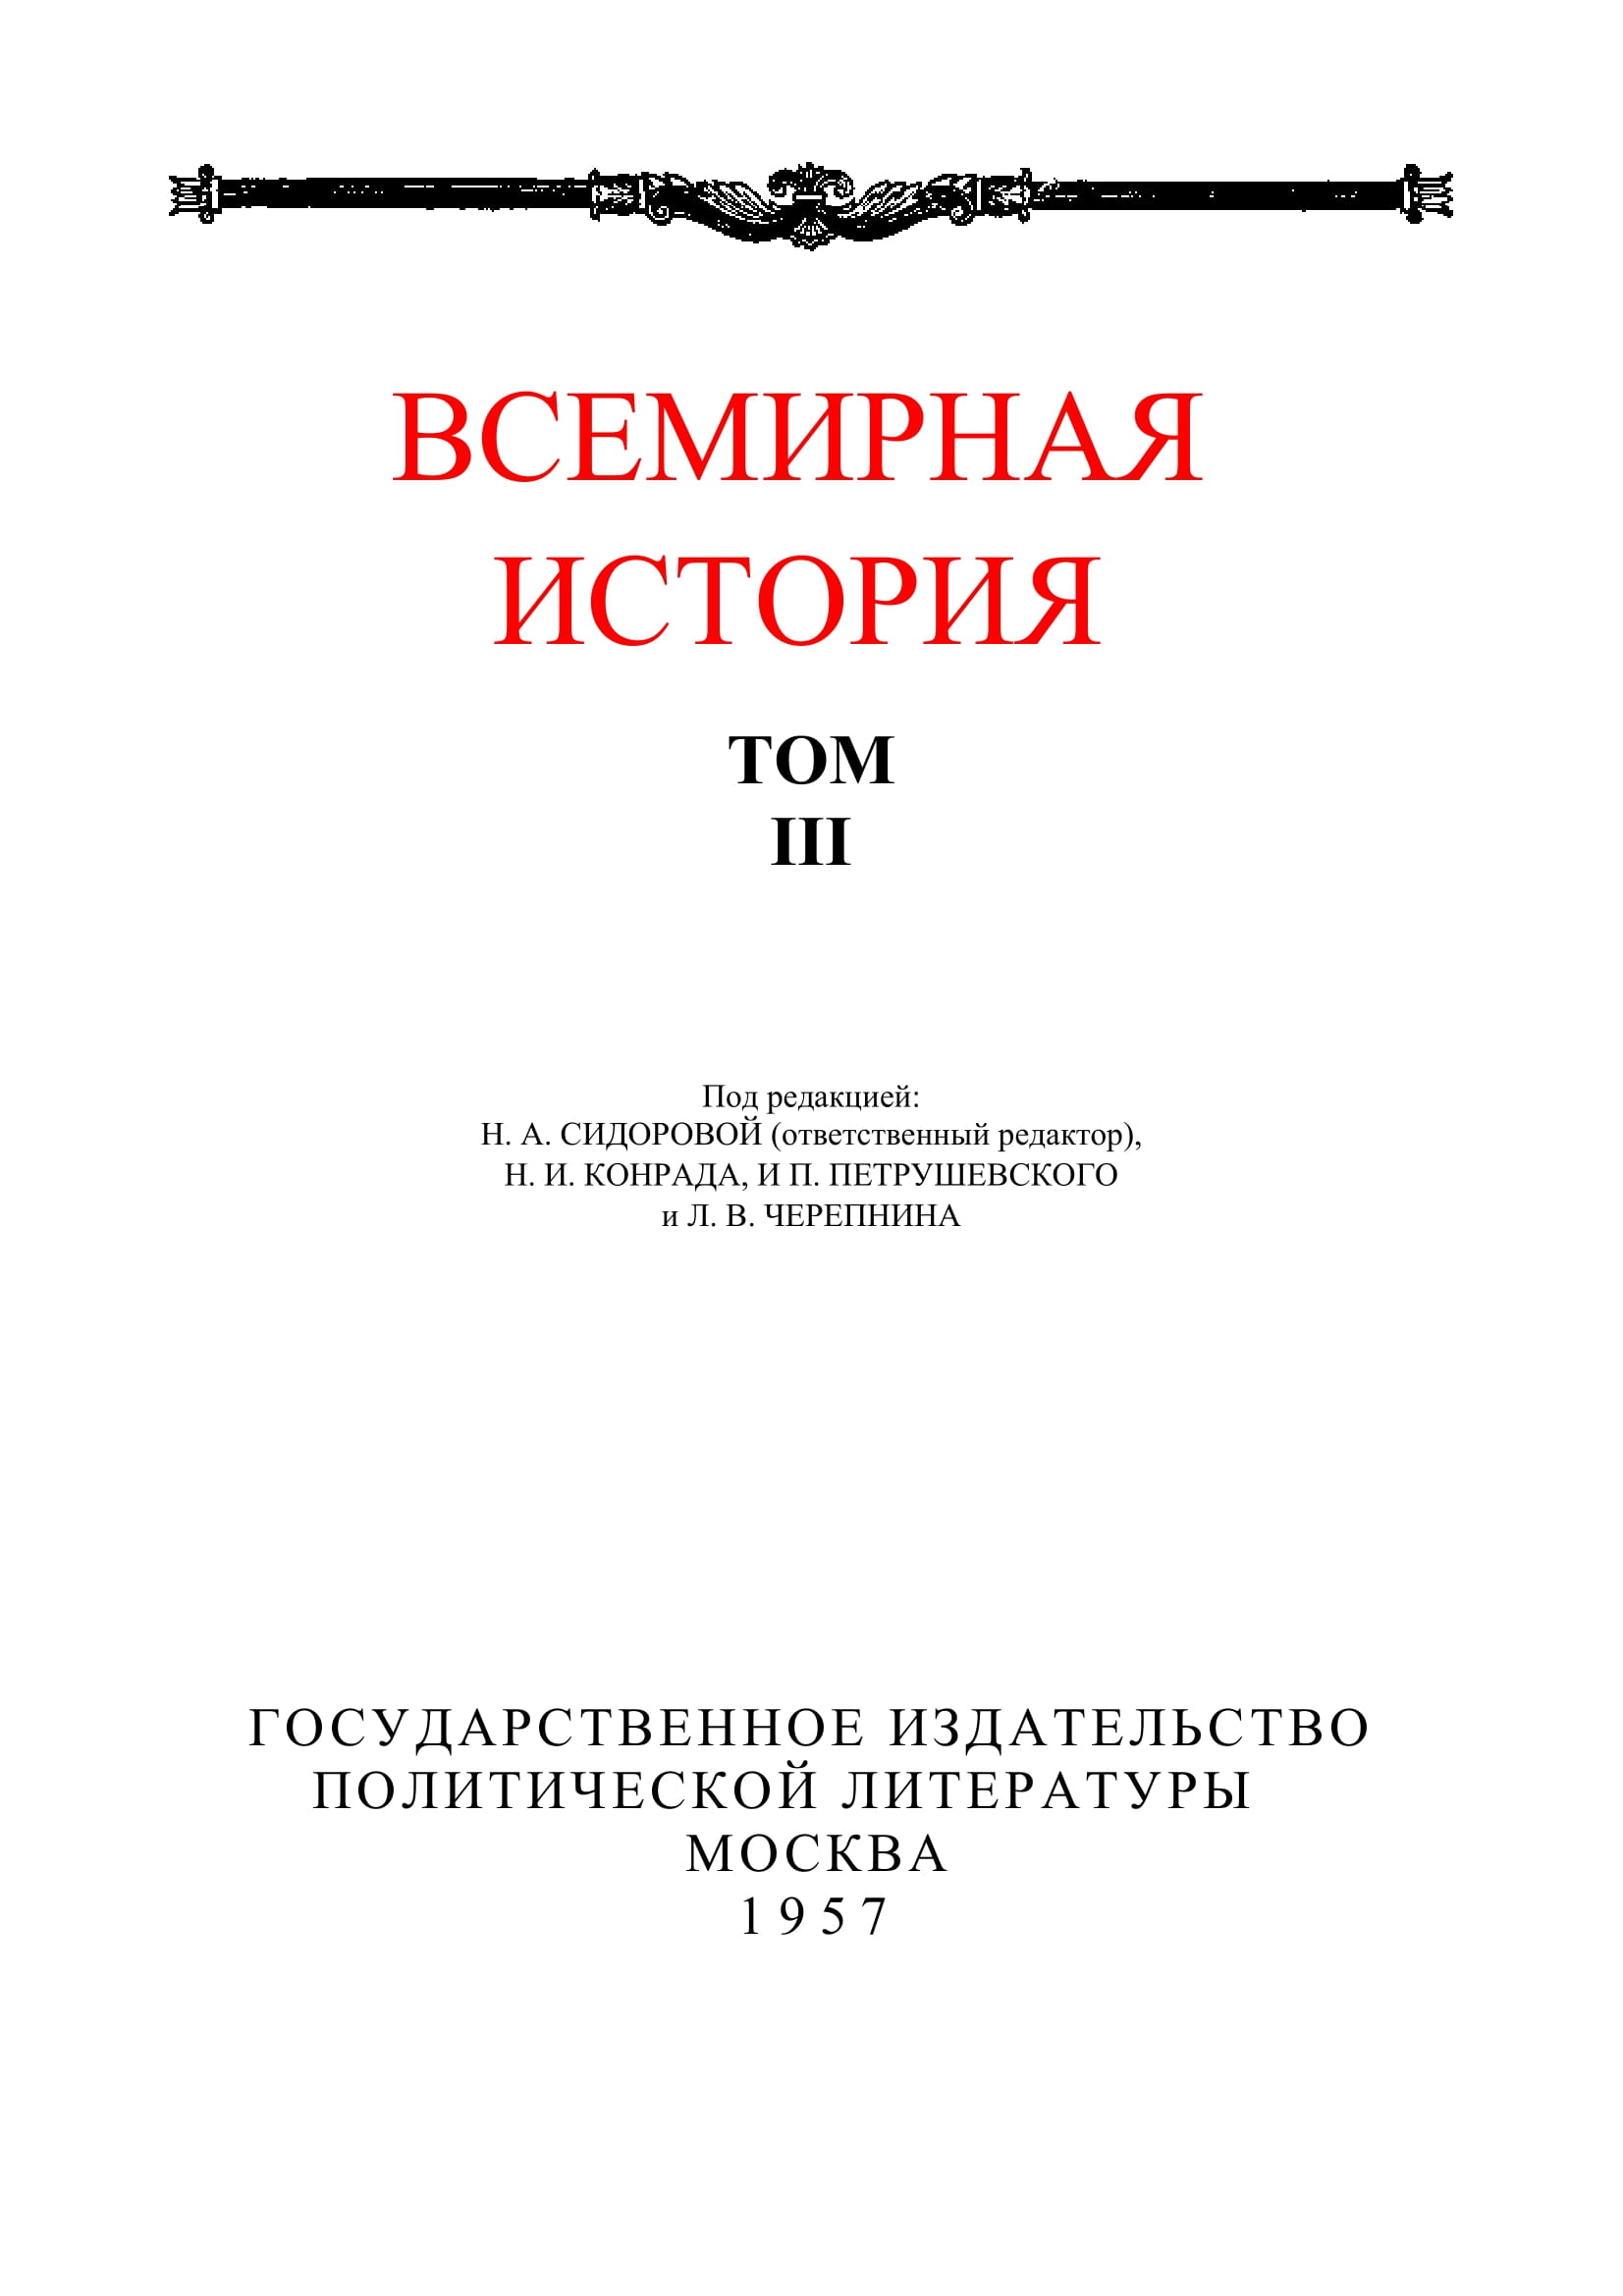 ВСЕМИРНАЯ
ИСТОРИЯ
ТОМ
III
Под редакцией:
Н. А. СИДОРОВОЙ (ответственный редактор),
Н. И. КОНРАДА, И П. ПЕТРУШЕВСКОГО
и Л. В. ЧЕРЕПНИНА
ГОСУДАРСТВЕННОЕ ИЗДАТЕЛЬСТВО
ПОЛИТИЧЕСКОЙ ЛИТЕРАТУРЫ
МОСКВА
1957